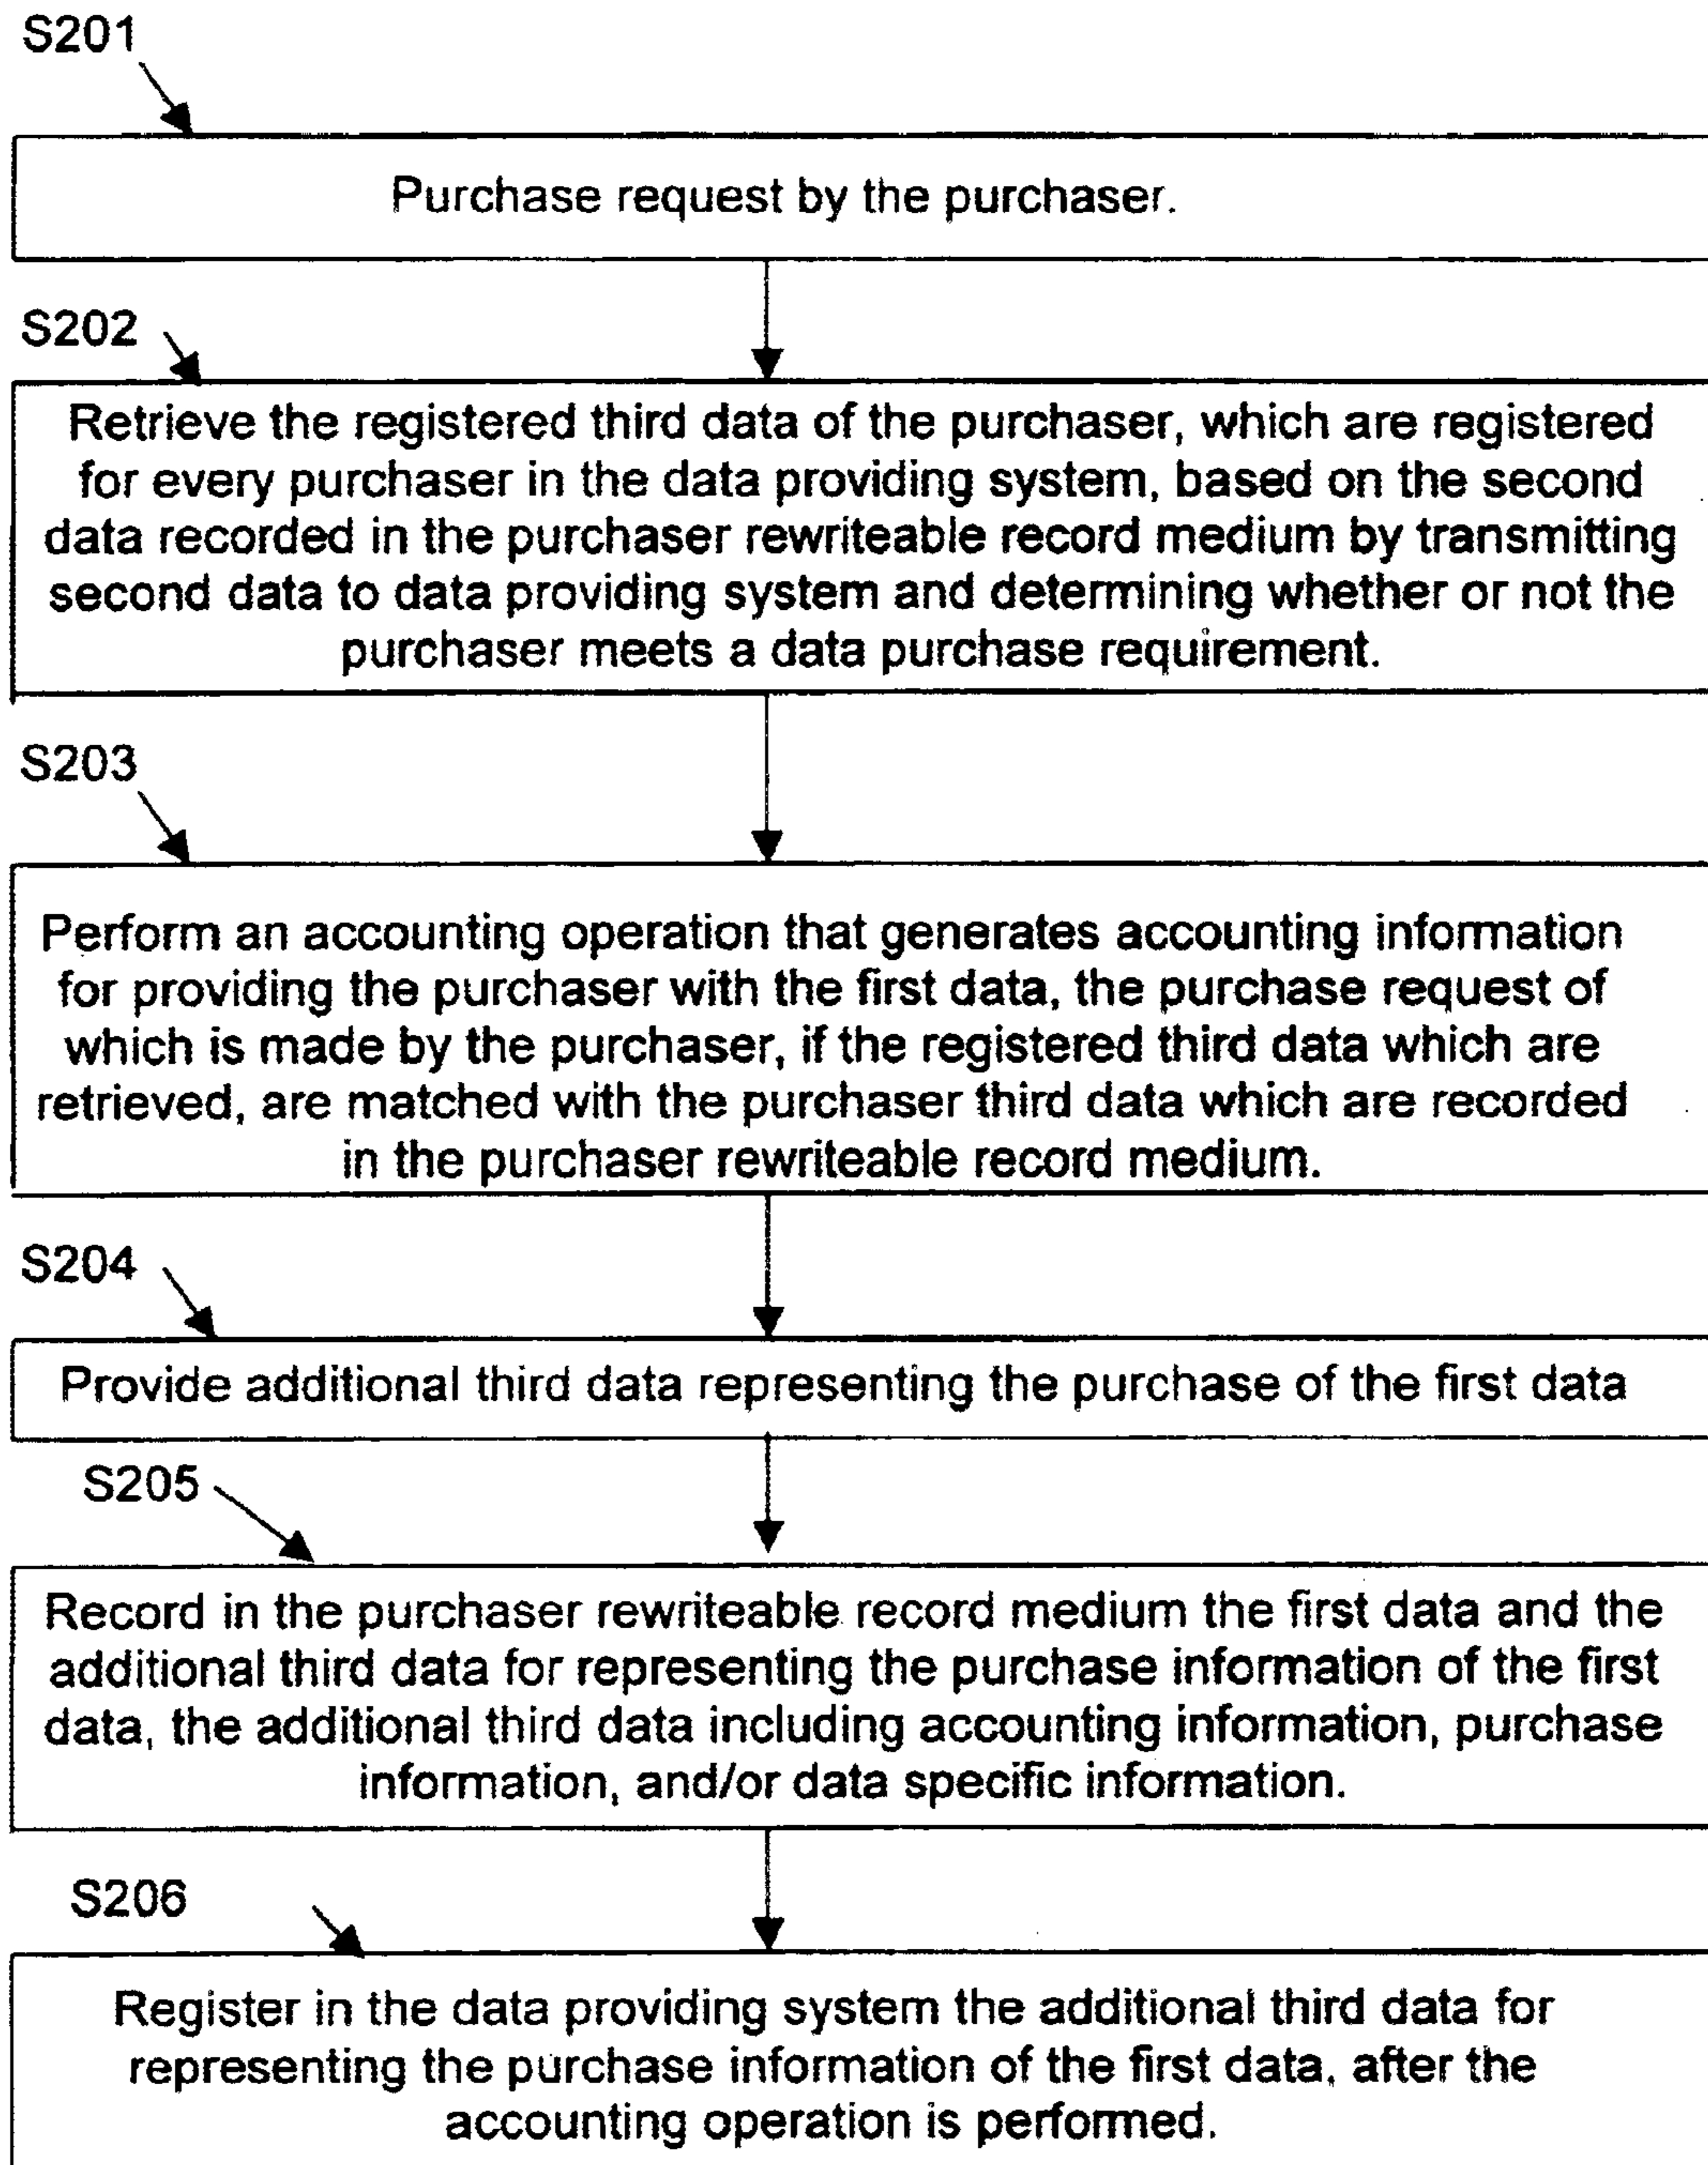 S201
Purchase request by the purchaser.
S202
Retrieve the registered third data of the purchaser, which are registered
for every purchaser in the data providing system, based on the second
data recorded in the purchaser rewriteable record medium by transmitting
second data to data providing system and determining whether or not the
purchaser meets a data purchase requirement.
S203
Perform an accounting operation that generates accounting information
for providing the purchaser with the first data, the purchase request of
which is made by the purchaser, if the registered third data which are
retrieved, are matched with the purchaser third data which are recorded
in the purchaser rewriteable record medium.
S204
Provide additional third data representing the purchase of the first data
S205
Record in the purchaser rewriteable record medium the first data and the
additional third data for representing the purchase information of the first
data, the additional third data including accounting information, purchase
information, and/or data specific information.
S206
Register in the data providing system the additional third data for
representing the purchase information of the first data, after the
accounting operation is performed.